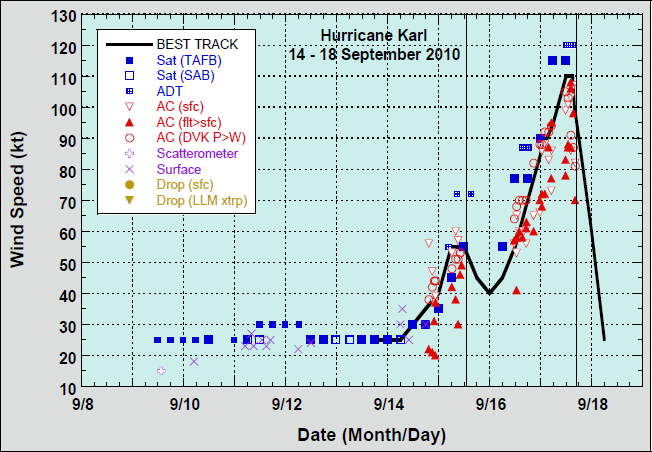 Hurricane Karl
14 - 18 September 2010
BEST TRACK
Sat (TAFB)
Sat (SAB)
ADT
AC (sfc)
AC (flt>sfc)
AC (DVK P>W)
Scatterometer
Surface
Drop (sfc)
Drop (LLM xtrp)
Wind Speed (kt)
130
120
110
100
90
80
70
60
50
40
30
20
10
9/8
9/10
9/12
9/14
9/16
9/18
Date (Month/Day)